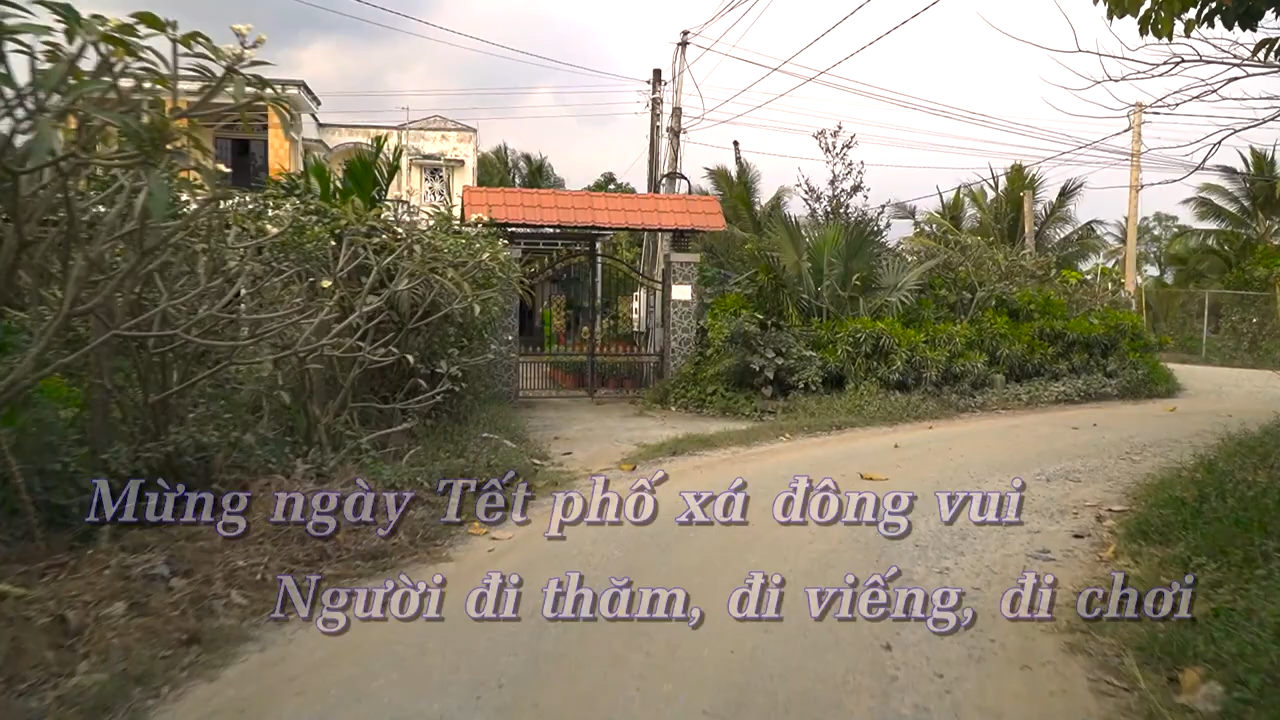 Mừng ngày Tết phố xá đông vui
Người đi thăm, đi viếng, đi chơi